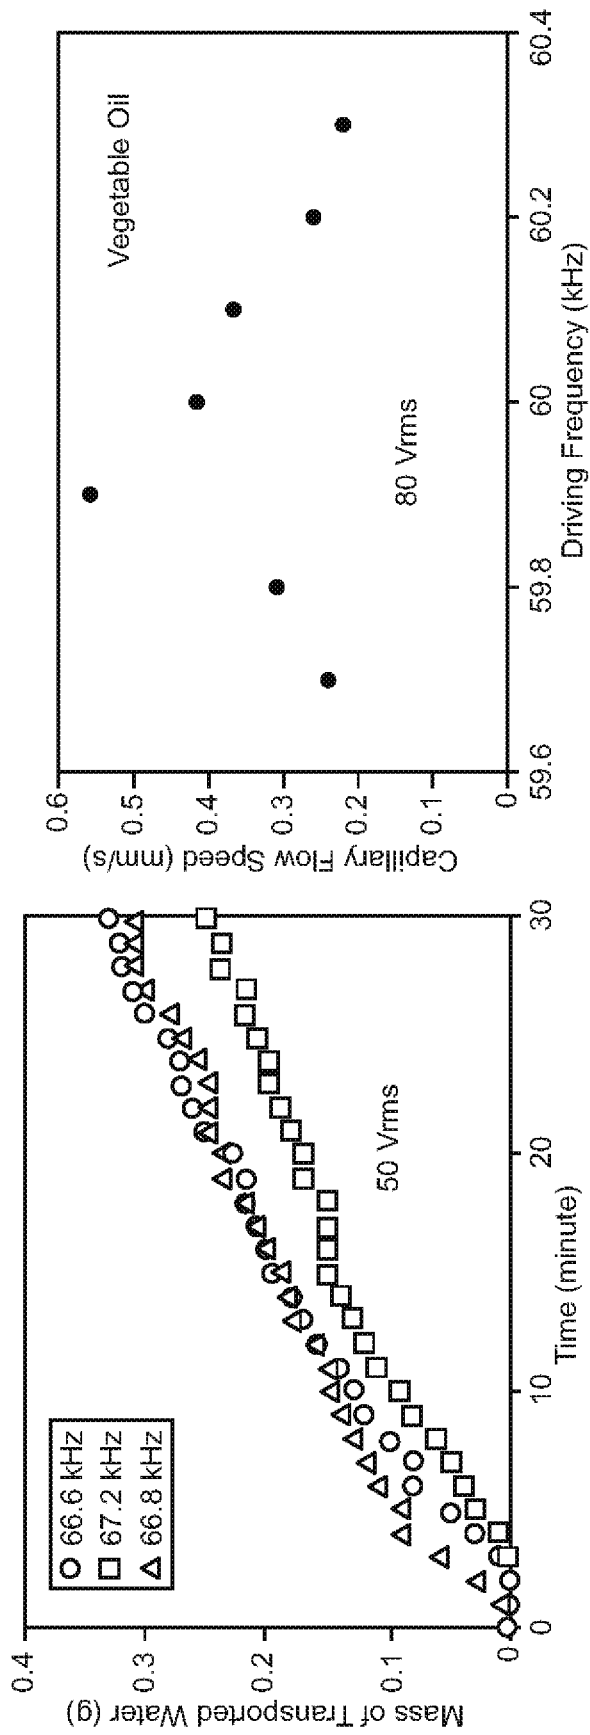 0.4
0.3
0.2
0.1
0
Mass of Transported Water (g)
66.6 kHz
67.2 kHz
66.8 kHz
50 Vrms
0
10
20
30
Time (minute)
0.6
0.5
0.4
0.3
0.2
0.1
0
Capillary Flow Speed (mm/s)
Vegetable Oil
80 Vrms
59.6
59.8
60
60.2
60.4
Driving Frequency (kHz)